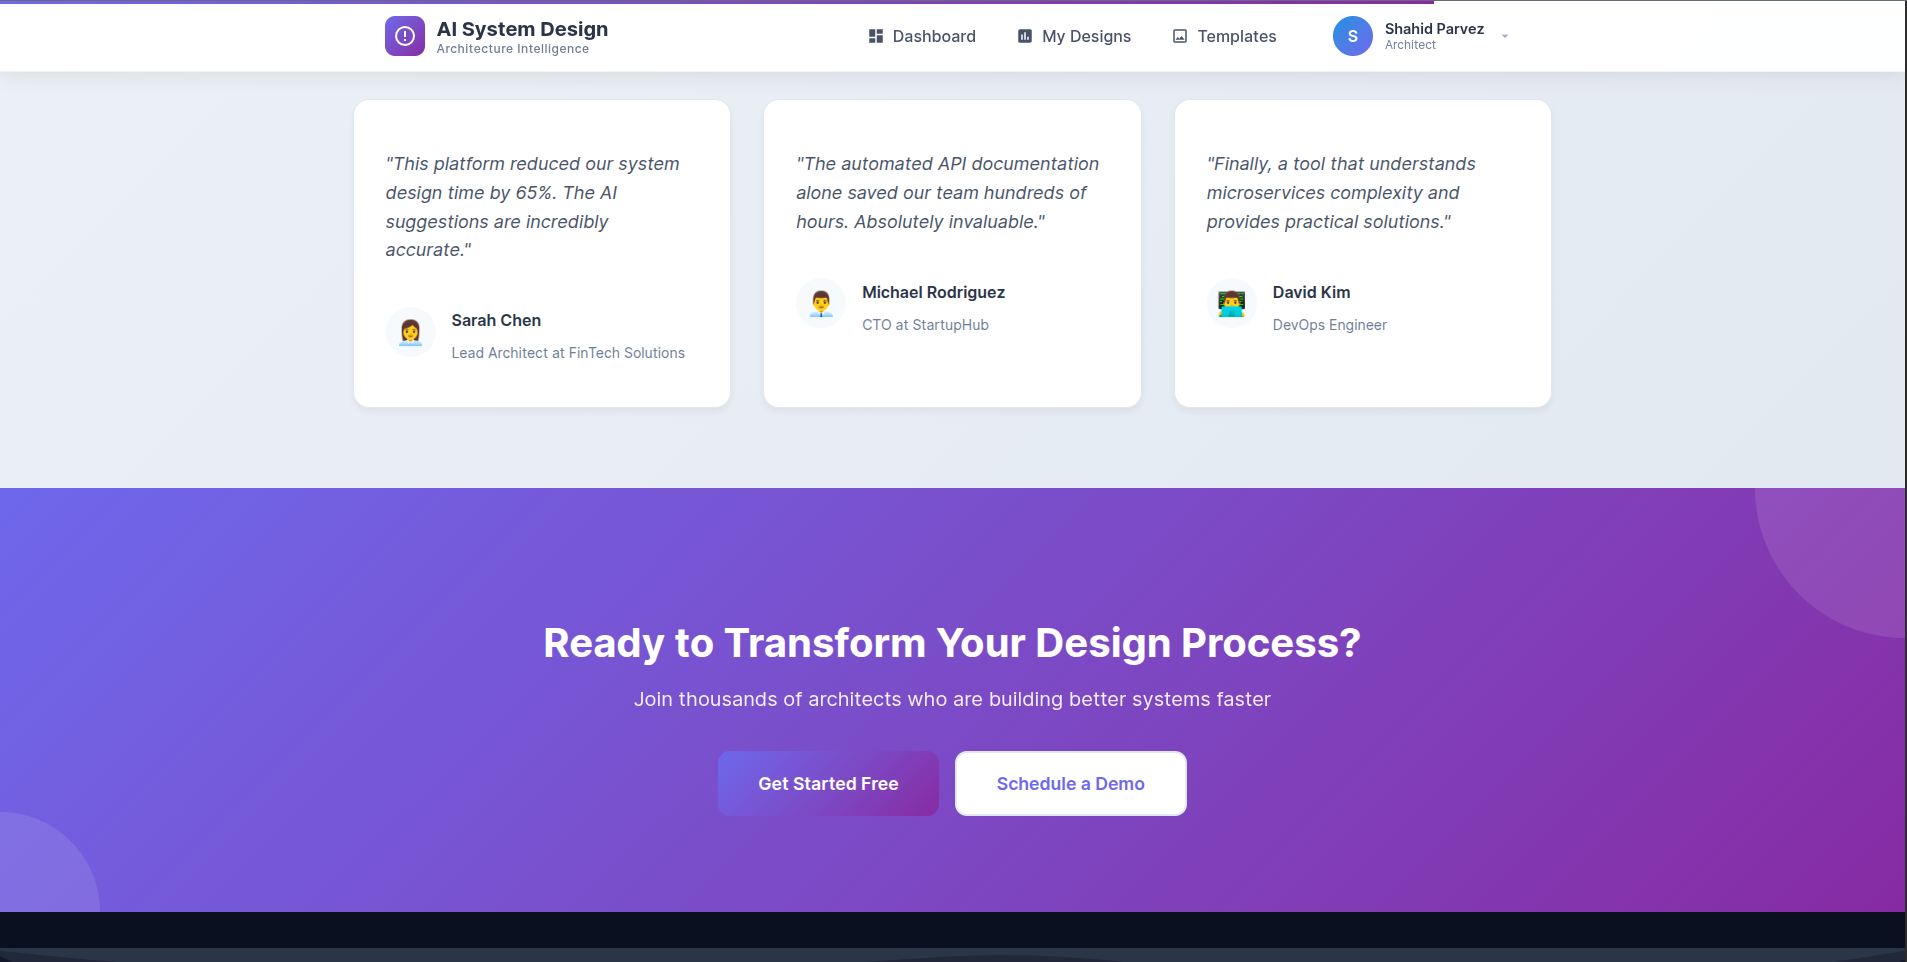 AI System Design
Architecture Intelligence
Dashboard
My Designs
Templates
S
Shahid Parvez
Architect
"This platform reduced our system
design time by 65%. The AI
suggestions are incredibly
accurate."
Sarah Chen
Lead Architect at FinTech Solutions
"The automated API documentation
alone saved our team hundreds of
hours. Absolutely invaluable."
Michael Rodriguez
CTO at StartupHub
"Finally, a tool that understands
microservices complexity and
provides practical solutions."
David Kim
DevOps Engineer
Ready to Transform Your Design Process?
Join thousands of architects who are building better systems faster
Get Started Free
Schedule a Demo